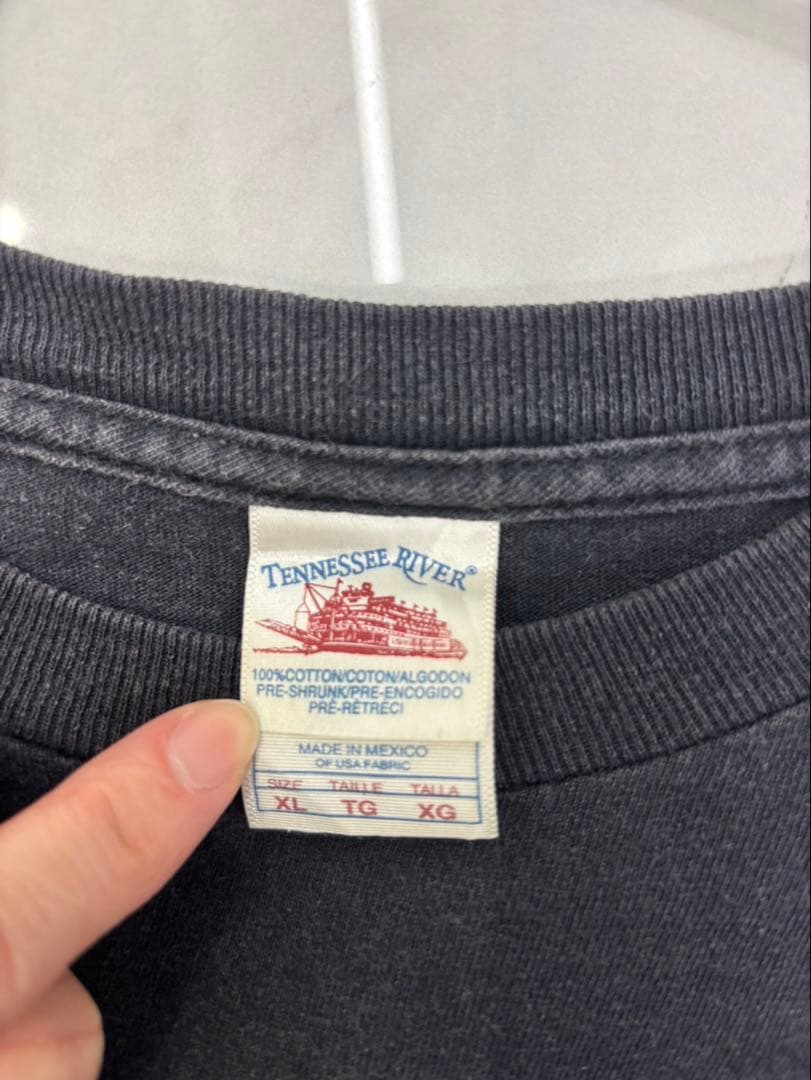 TENNESSEE RIVER®
100%COTTON/COTON/ALGODON
PRE-SHRUNK/PRE-ENCOGIDO
PRÉ-RÉTRECI
MADE IN MEXICO
OF USA FABRIC
SIZE TAILLE TALLA
XL TG XG